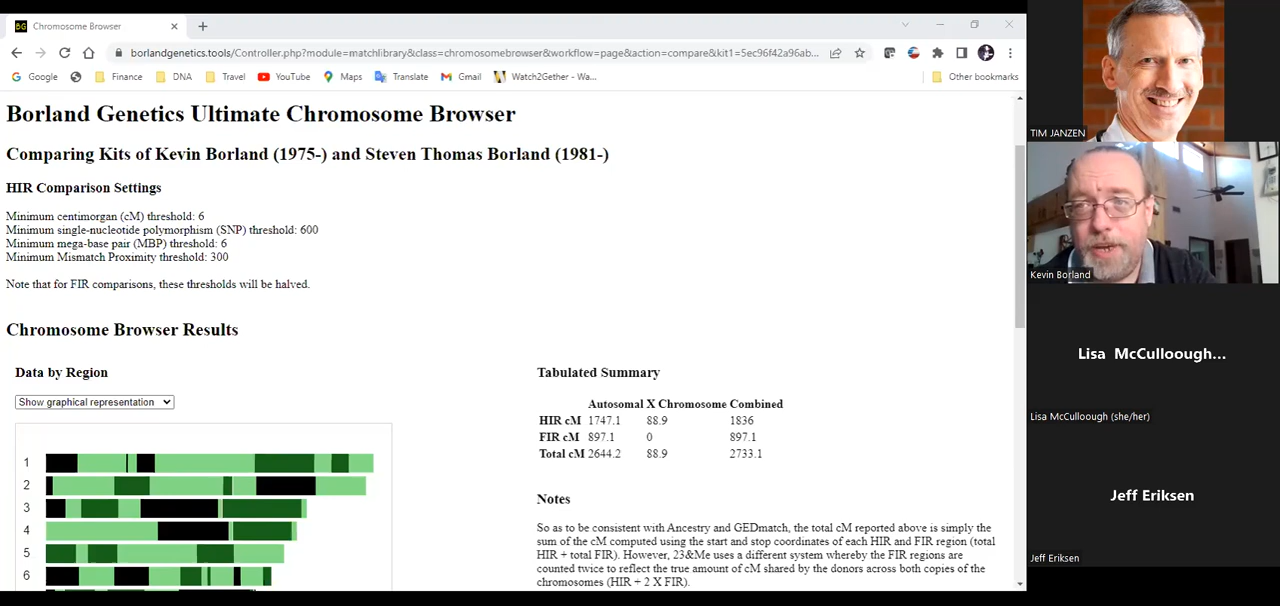 BG Chromosome Browser
borlandgenetics.tools/Controller.php?module=matchlibrary&class=chromosomebrowser&workflow=page&action=compare&kit1=5ec96f42a96ab...
Google Finance DNA Travel YouTube Maps Translate Gmail Watch2Gether - Wa... Other bookmarks
Borland Genetics Ultimate Chromosome Browser
Comparing Kits of Kevin Borland (1975-) and Steven Thomas Borland (1981-)
HIR Comparison Settings
Minimum centimorgan (cM) threshold: 6
Minimum single-nucleotide polymorphism (SNP) threshold: 600
Minimum mega-base pair (MBP) threshold: 6
Minimum Mismatch Proximity threshold: 300
Note that for FIR comparisons, these thresholds will be halved.
Chromosome Browser Results
Data by Region
Show graphical representation
1
2
3
4
5
6
Tabulated Summary
Autosomal X Chromosome Combined
HIR cM 1747.1 88.9 1836
FIR cM 897.1 0 897.1
Total cM 2644.2 88.9 2733.1
Notes
So as to be consistent with Ancestry and GEDmatch, the total cM reported above is simply the
sum of the cM computed using the start and stop coordinates of each HIR and FIR region (total
HIR + total FIR). However, 23&Me uses a different system whereby the FIR regions are
counted twice to reflect the true amount of cM shared by the donors across both copies of the
chromosomes (HIR + 2 X FIR).
TIM JANZEN
Kevin Borland
Lisa McCulloough...
Lisa McCulloough (she/her)
Jeff Eriksen
Jeff Eriksen